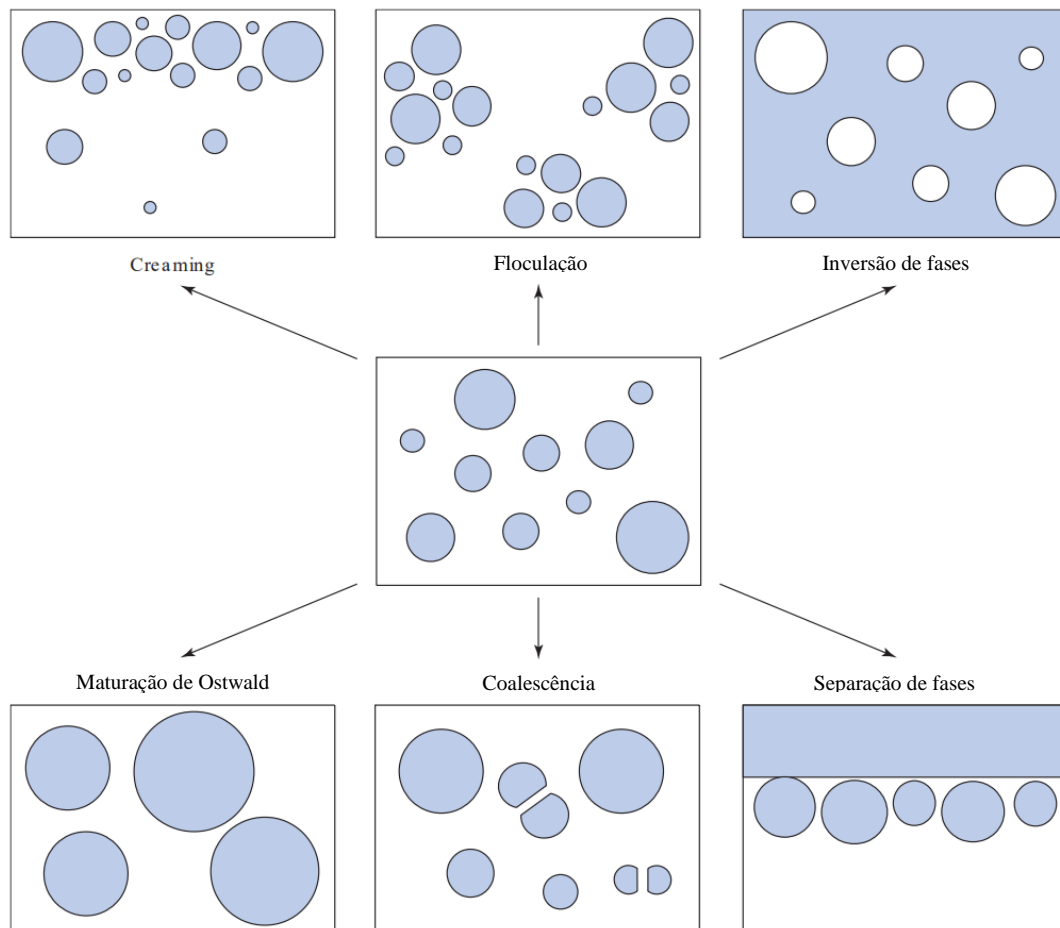 Creaming
Floculação
Inversão de fases
Maturação de Ostwald
Coalescência
Separação de fases